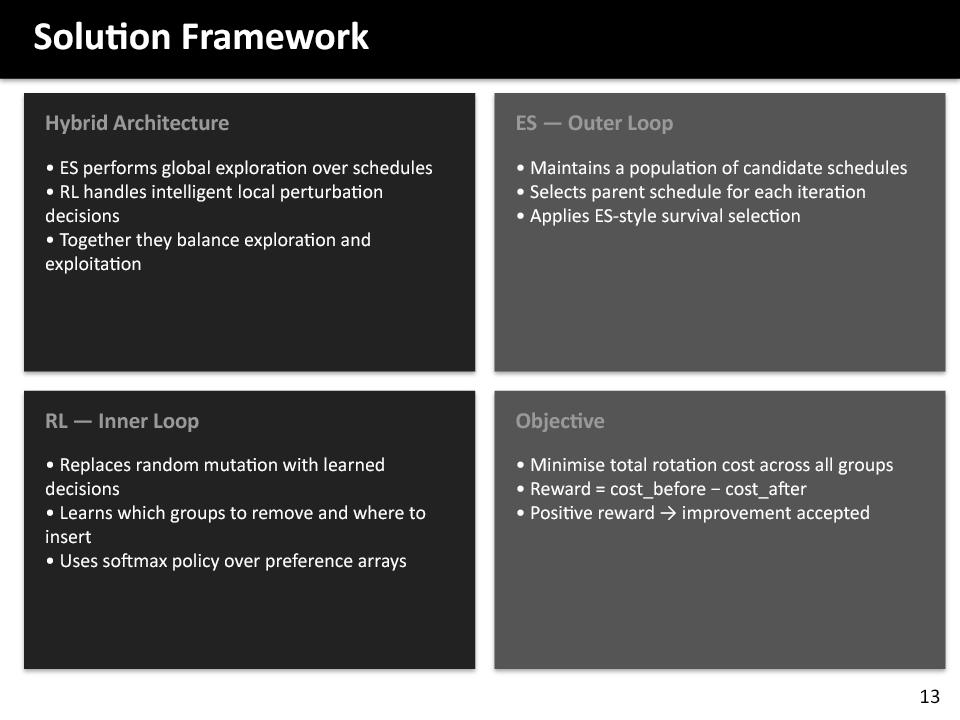 Solution Framework
Hybrid Architecture
• ES performs global exploration over schedules
• RL handles intelligent local perturbation
decisions
• Together they balance exploration and
exploitation
ES — Outer Loop
• Maintains a population of candidate schedules
• Selects parent schedule for each iteration
• Applies ES-style survival selection
RL — Inner Loop
• Replaces random mutation with learned
decisions
• Learns which groups to remove and where to
insert
• Uses softmax policy over preference arrays
Objective
• Minimise total rotation cost across all groups
• Reward = cost_before − cost_after
• Positive reward → improvement accepted
13